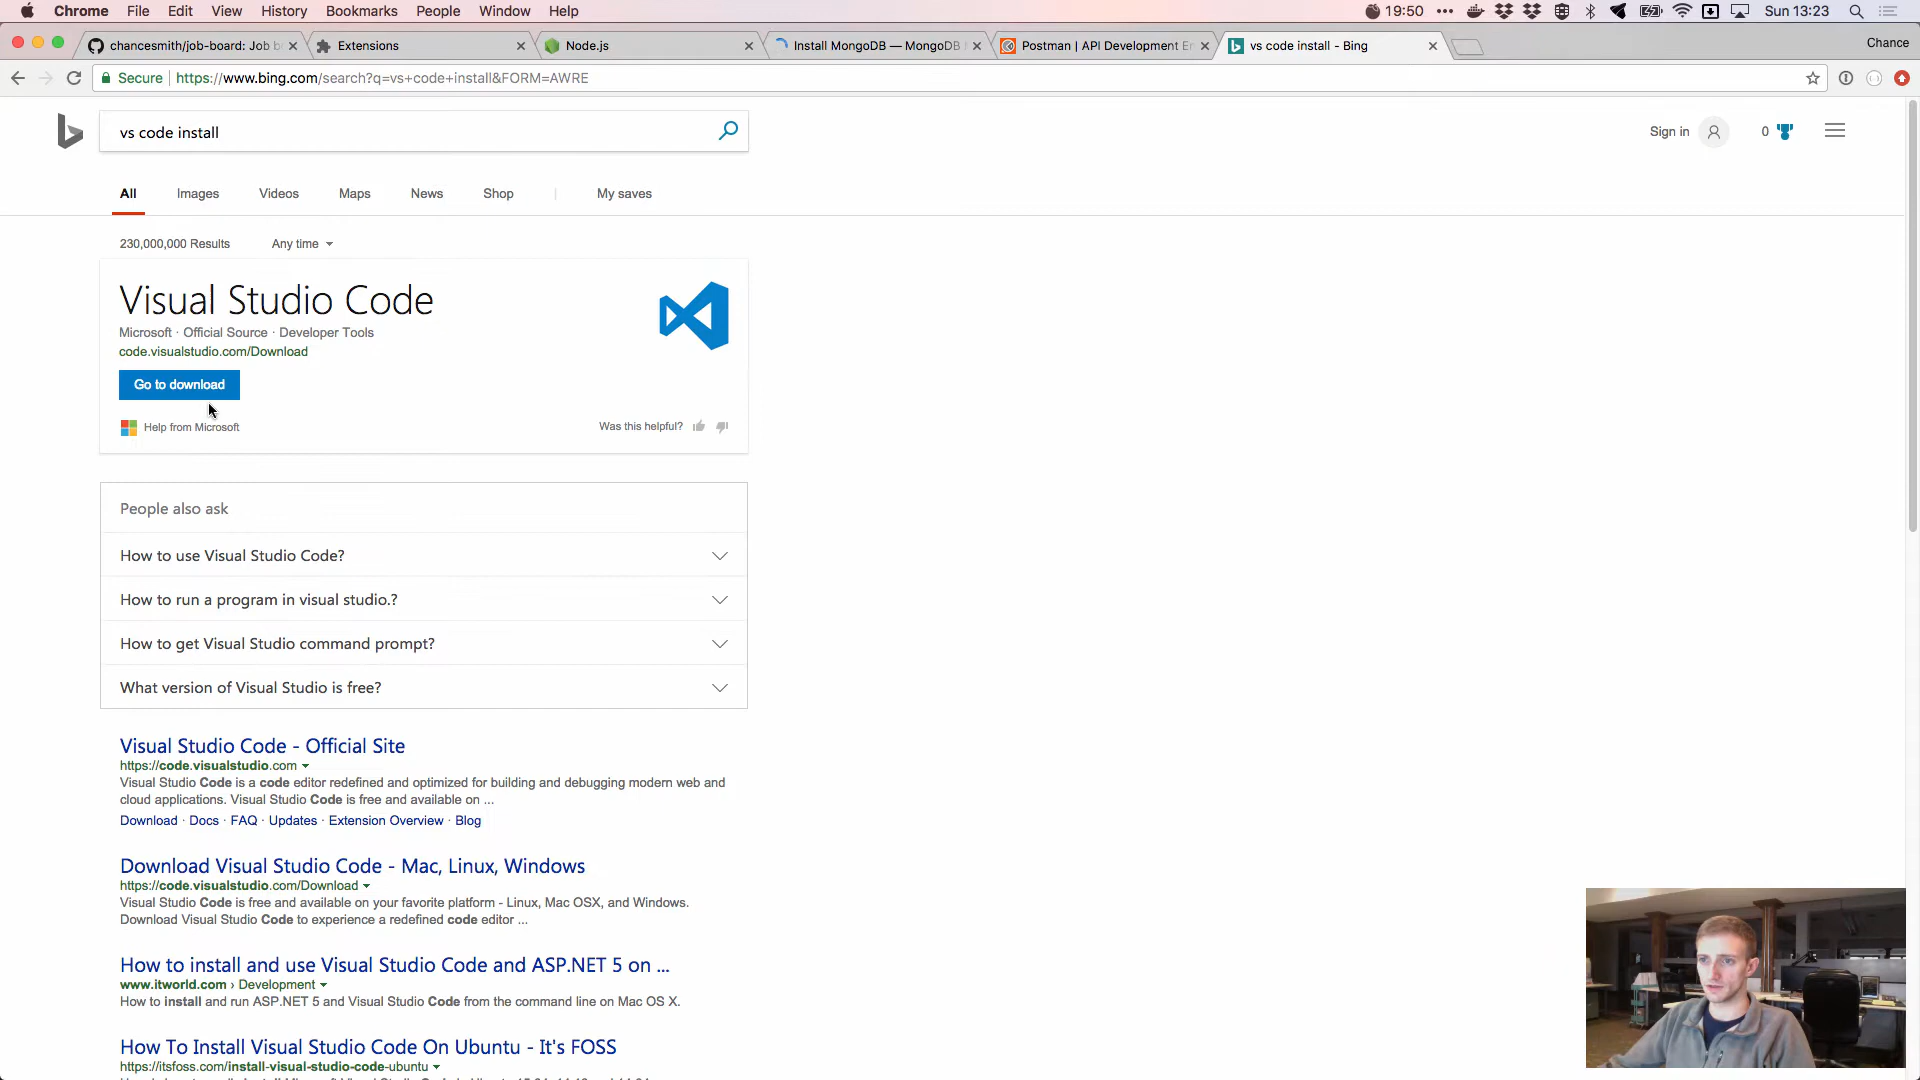 Chrome File Edit View History Bookmarks People Window Help 19:50 Sun 13:23
chancesmith/job-board: Job b Extensions Node.js Install MongoDB — MongoDB Postman | API Development En vs code install - Bing Chance
Secure https://www.bing.com/search?q=vs+code+install&FORM=AWRE
vs code install Sign in 0
All Images Videos Maps News Shop | My saves
230,000,000 Results Any time
Visual Studio Code
Microsoft · Official Source · Developer Tools
code.visualstudio.com/Download
Go to download
Help from Microsoft Was this helpful?
People also ask
How to use Visual Studio Code?
How to run a program in visual studio.?
How to get Visual Studio command prompt?
What version of Visual Studio is free?
Visual Studio Code - Official Site
https://code.visualstudio.com
Visual Studio Code is a code editor redefined and optimized for building and debugging modern web and
cloud applications. Visual Studio Code is free and available on ...
Download · Docs · FAQ · Updates · Extension Overview · Blog
Download Visual Studio Code - Mac, Linux, Windows
https://code.visualstudio.com/Download
Visual Studio Code is free and available on your favorite platform - Linux, Mac OSX, and Windows.
Download Visual Studio Code to experience a redefined code editor ...
How to install and use Visual Studio Code and ASP.NET 5 on ...
www.itworld.com › Development
How to install and run ASP.NET 5 and Visual Studio Code from the command line on Mac OS X.
How To Install Visual Studio Code On Ubuntu - It's FOSS
https://itsfoss.com/install-visual-studio-code-ubuntu